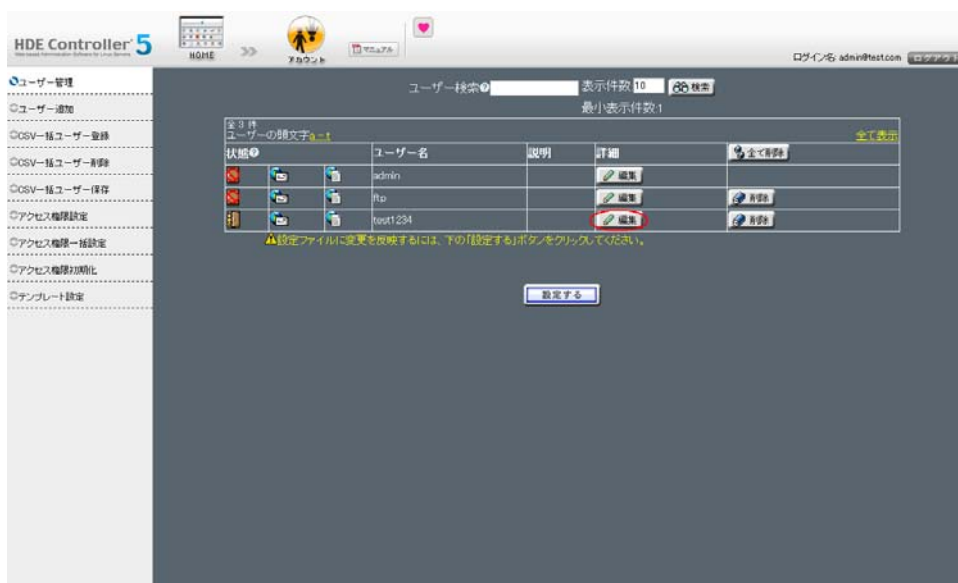 HDE Controller 5
HOME
アカウント
マニュアル
ログイン名: admin@test.com
ログアウト
ユーザー管理
ユーザー追加
CSV一括ユーザー登録
CSV一括ユーザー削除
CSV一括ユーザー保存
アクセス権限設定
アクセス権限一括設定
アクセス権限初期化
テンプレート設定
ユーザー検索 表示件数 10 検索
最小表示件数:1
全 3 件
ユーザーの頭文字a - t 全て表示
状態 ユーザー名 説明 詳細 全て削除
admin 編集
ftp 編集 削除
test1234 編集 削除
設定ファイルに変更を反映するには、下の「設定する」ボタンをクリックしてください。
設定する